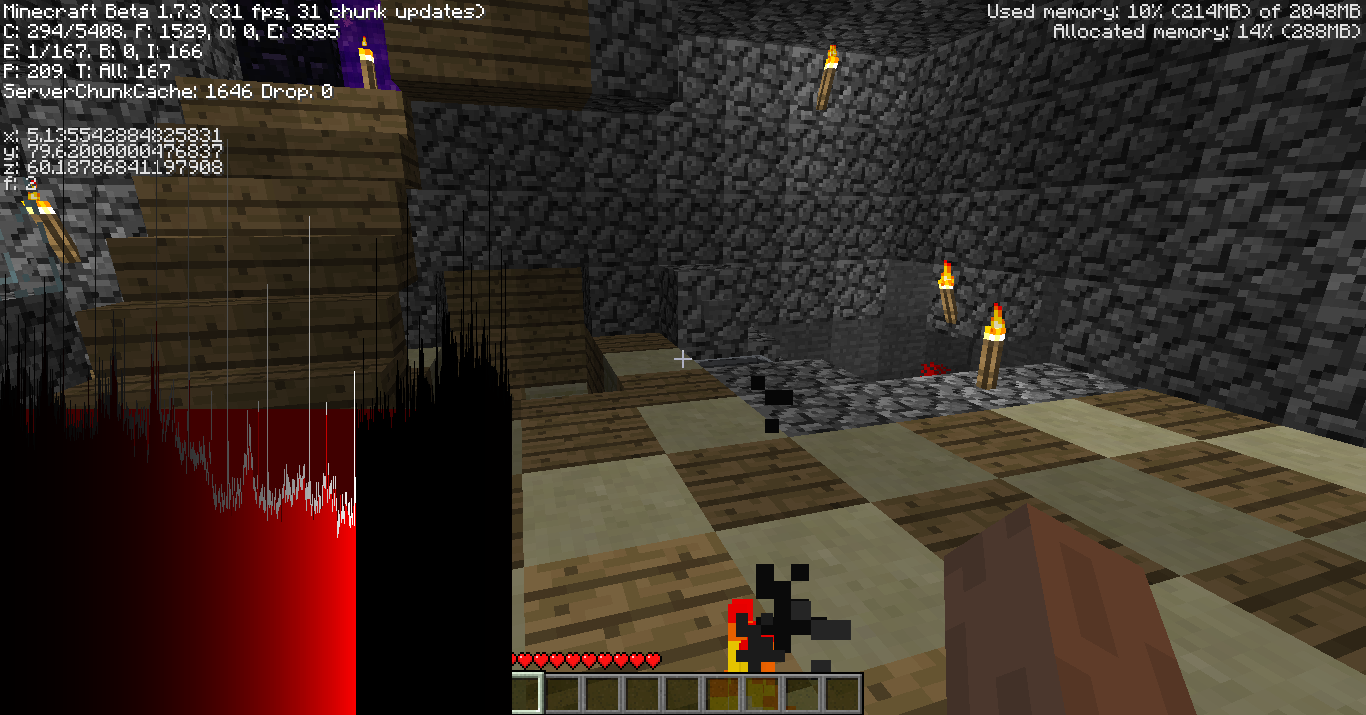 Minecraft Beta 1.7.3 (31 fps, 31 chunk updates)
C: 294/5408. F: 1529, O: 0, E: 3585
E: 1/167. B: 0, I: 166
P: 209. T: All: 167
ServerChunkCache: 1646 Drop: 0
x: 5.135542884825831
y: 79.62000000476837
z: 60.18786841197908
f: 2
Used memory: 10% (214MB) of 2048MB
Allocated memory: 14% (288MB)